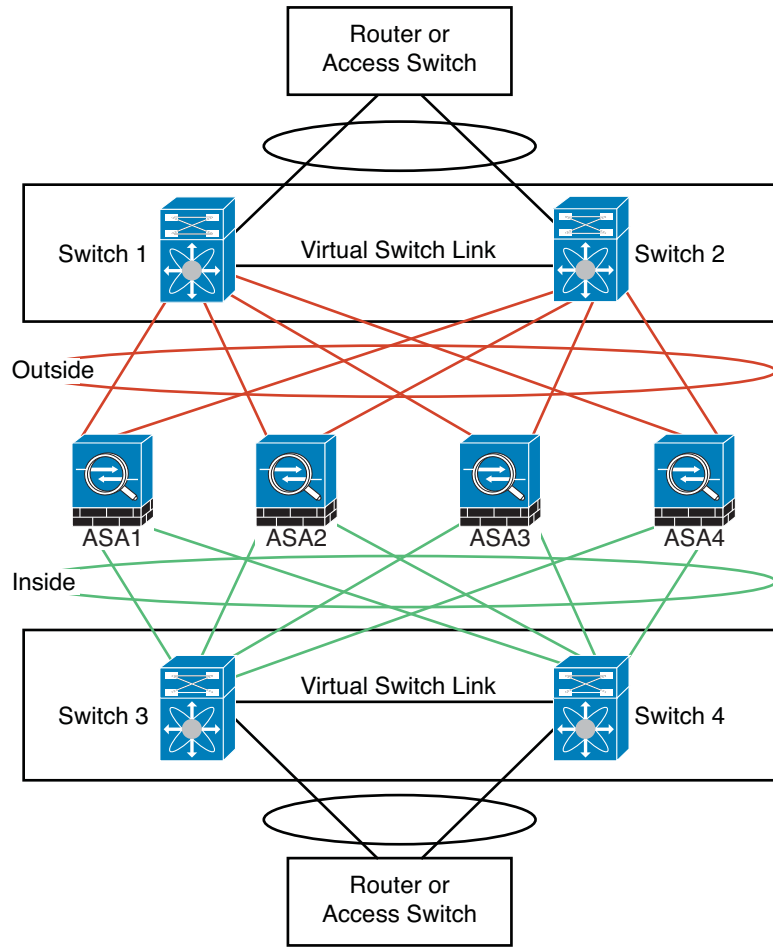 Router or
Access Switch
Switch 1
Virtual Switch Link
Switch 2
Outside
ASA1
ASA2
ASA3
ASA4
Inside
Switch 3
Virtual Switch Link
Switch 4
Router or
Access Switch